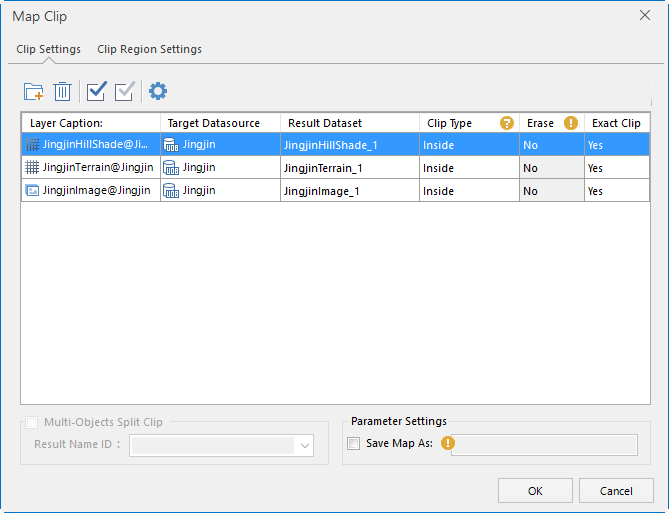 Map Clip
Clip Settings Clip Region Settings
Layer Caption: Target Datasource Result Dataset Clip Type ? Erase ! Exact Clip
JingjinHillShade@Ji... Jingjin JingjinHillShade_1 Inside No Yes
JingjinTerrain@Jingjin Jingjin JingjinTerrain_1 Inside No Yes
JingjinImage@Jingjin Jingjin JingjinImage_1 Inside No Yes
Multi-Objects Split Clip Parameter Settings
Result Name ID : Save Map As: !
OK Cancel